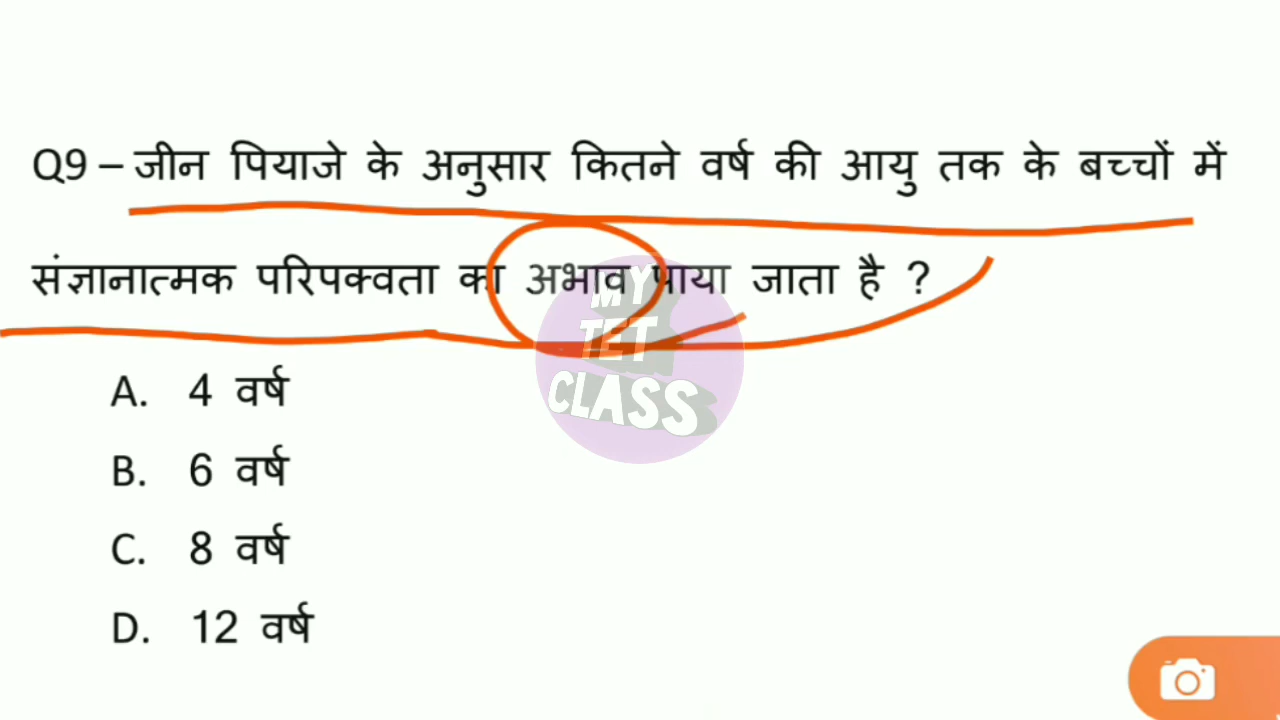 Q9 – जीन पियाजे के अनुसार कितने वर्ष की आयु तक के बच्चों में
संज्ञानात्मक परिपक्वता का अभाव पाया जाता है ?
MY
TET
CLASS
A. 4 वर्ष
B. 6 वर्ष
C. 8 वर्ष
D. 12 वर्ष